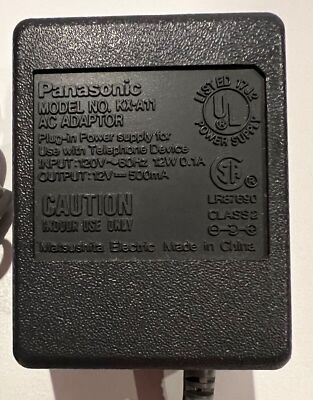 Panasonic
MODEL NO. KX-A11
AC ADAPTOR
Plug-In Power supply for
Use with Telephone Device
INPUT: 120V~60Hz 12W 0.1A
OUTPUT: 12V⎓500mA
CAUTION
INDOOR USE ONLY
Matsushita Electric Made in China
LISTED 17JZ
UL
POWER SUPPLY
LR67690
CLASS 2